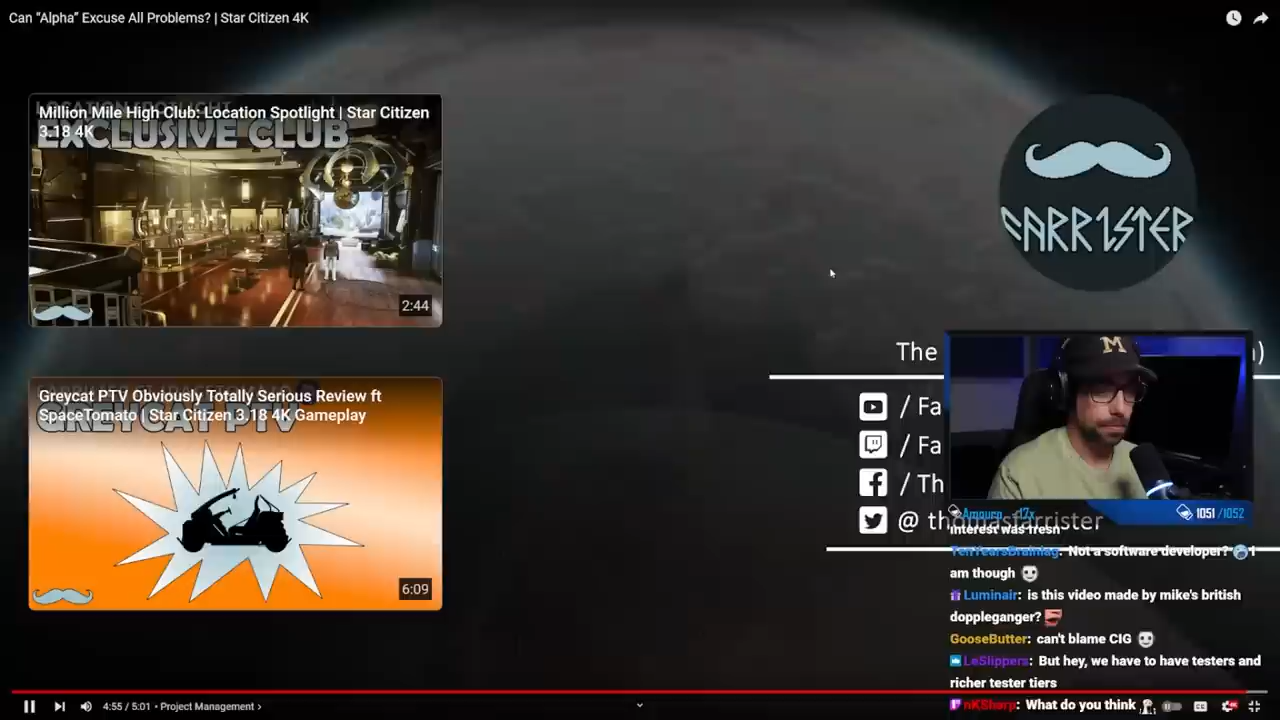 Can “Alpha” Excuse All Problems? | Star Citizen 4K
Million Mile High Club: Location Spotlight | Star Citizen
3.18 4K
EXCLUSIVE CLUB
2:44
FARRISTER
The
)
/ Fa
/ Fa
/ Th
@ thomasfarrister
M
Greycat PTV Obviously Totally Serious Review ft
SpaceTomato | Star Citizen 3.18 4K Gameplay
GREYCAT PTV
6:09
Amourn 17x
1051 /1052
interest was fresh
TenYearsBrainlag: Not a software developer? I
am though
Luminair: is this video made by mike's british
doppleganger?
GooseButter: can't blame CIG
LeSlippers: But hey, we have to have testers and
richer tester tiers
nKSharp: What do you think
4:55 / 5:01 • Project Management ›